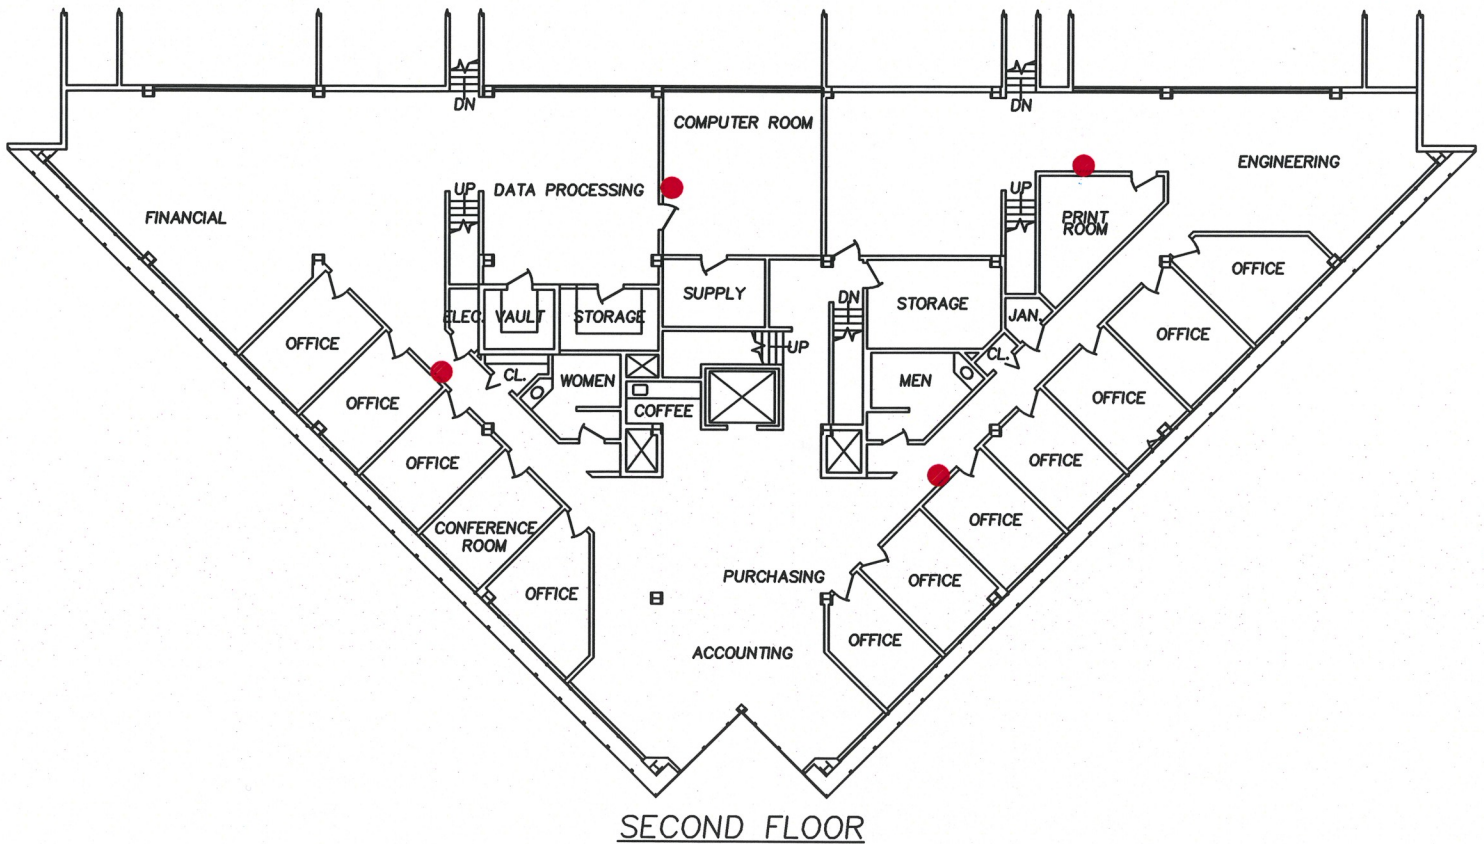 DN
DN
COMPUTER ROOM
ENGINEERING
UP
DATA PROCESSING
UP
FINANCIAL
PRINT
ROOM
OFFICE
SUPPLY
DN
STORAGE
ELEC.
VAULT
STORAGE
JAN.
OFFICE
OFFICE
UP
CL.
CL.
WOMEN
MEN
OFFICE
OFFICE
COFFEE
OFFICE
OFFICE
OFFICE
CONFERENCE
ROOM
PURCHASING
OFFICE
OFFICE
OFFICE
ACCOUNTING
SECOND FLOOR